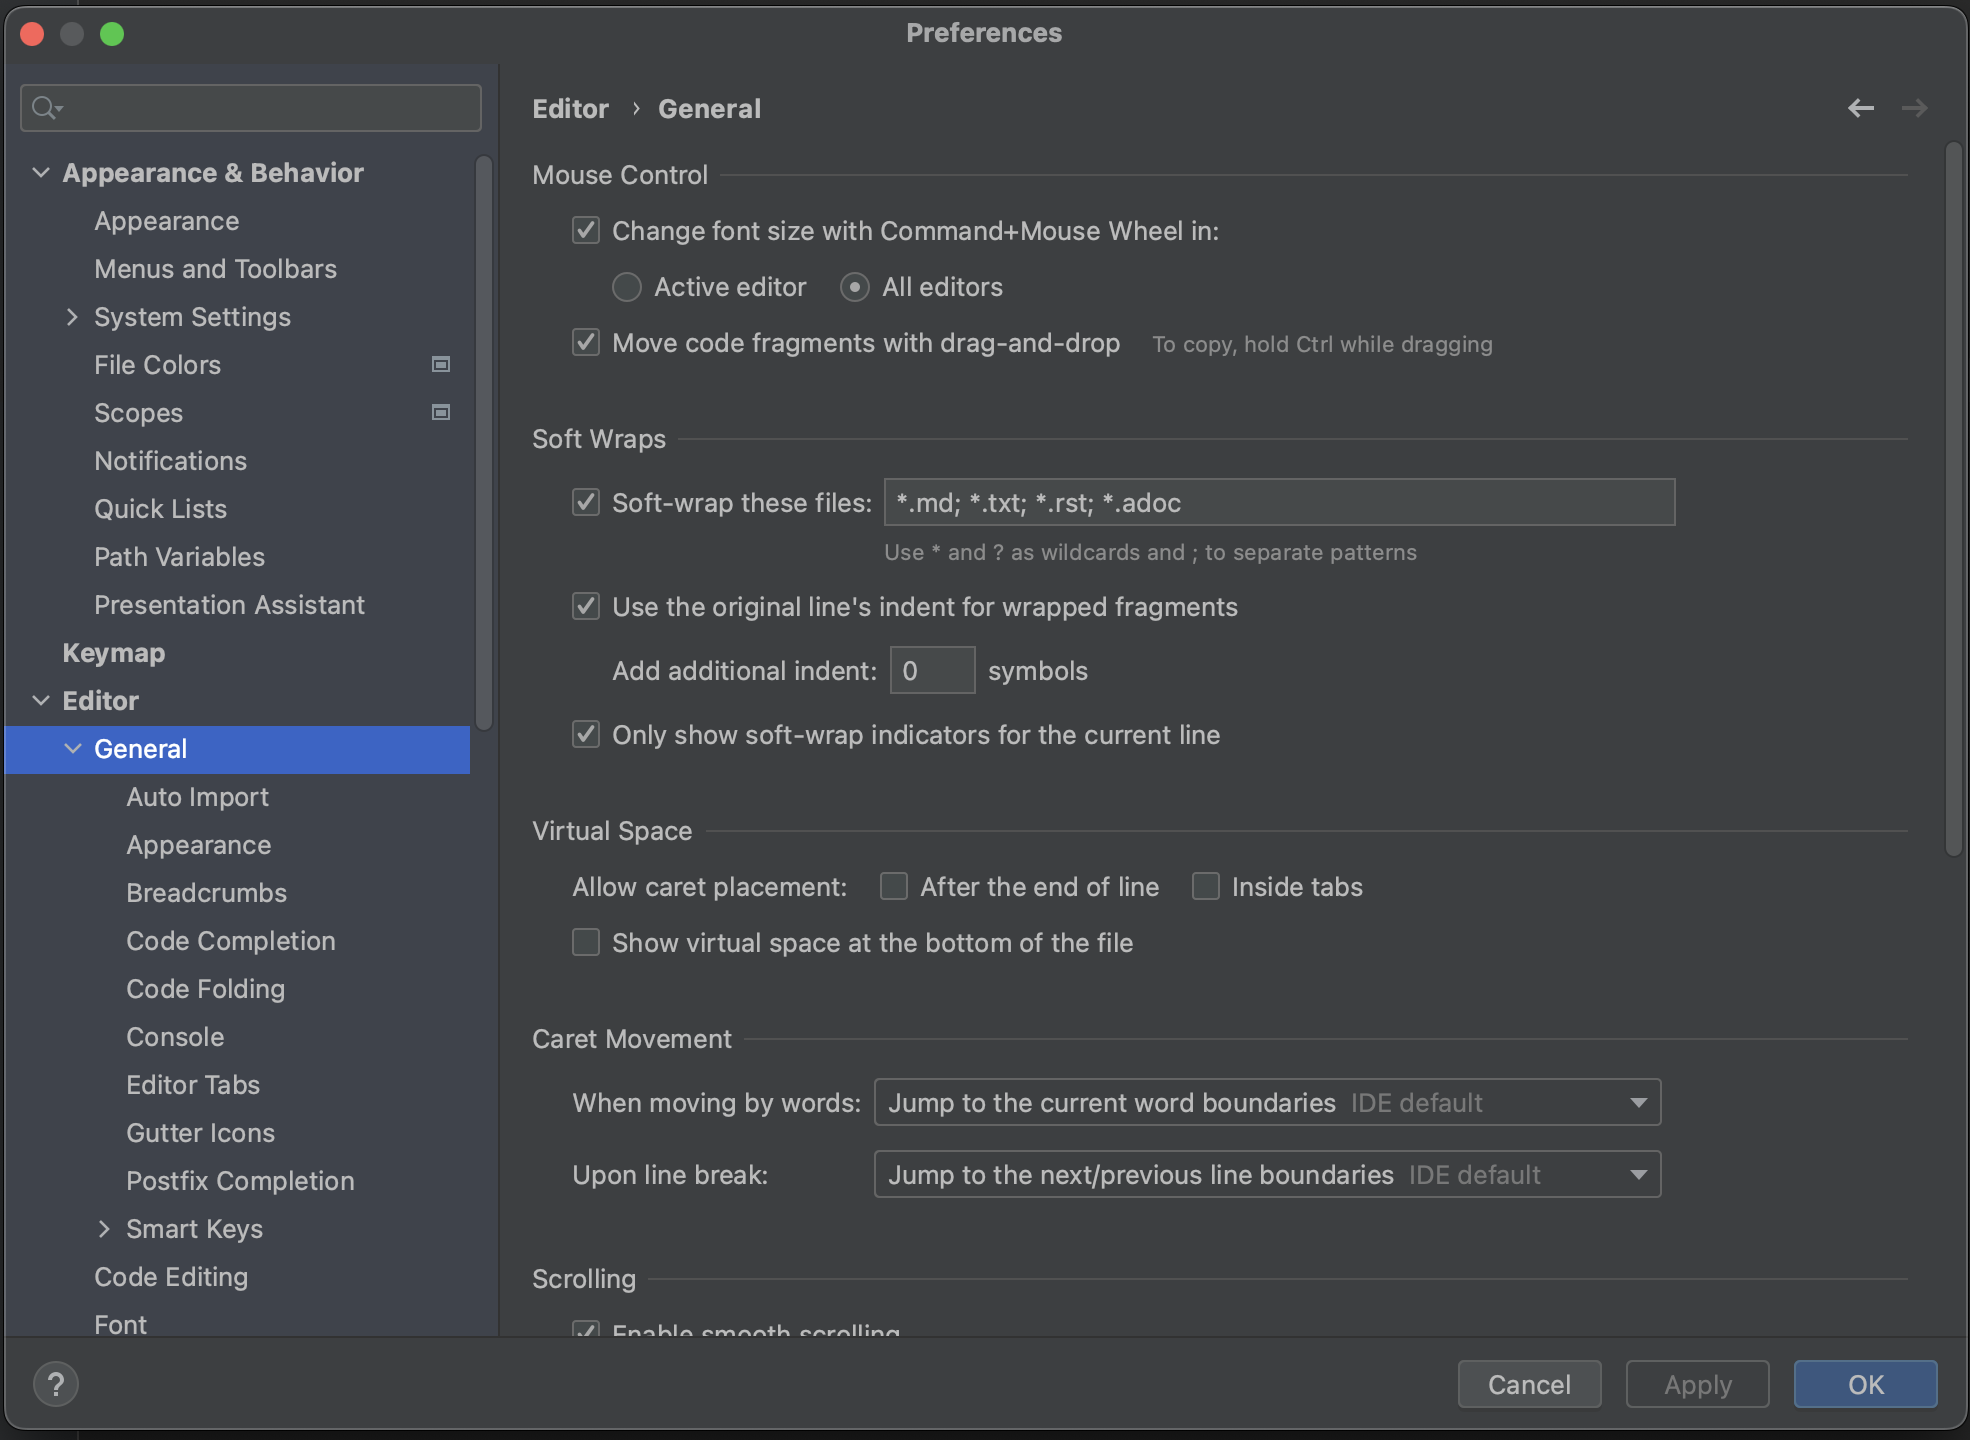 Preferences
Appearance & Behavior
Appearance
Menus and Toolbars
System Settings
File Colors
Scopes
Notifications
Quick Lists
Path Variables
Presentation Assistant
Keymap
Editor
General
Auto Import
Appearance
Breadcrumbs
Code Completion
Code Folding
Console
Editor Tabs
Gutter Icons
Postfix Completion
Smart Keys
Code Editing
Font
Editor › General
Mouse Control
Change font size with Command+Mouse Wheel in:
Active editor All editors
Move code fragments with drag-and-drop To copy, hold Ctrl while dragging
Soft Wraps
Soft-wrap these files: *.md; *.txt; *.rst; *.adoc
Use * and ? as wildcards and ; to separate patterns
Use the original line's indent for wrapped fragments
Add additional indent: 0 symbols
Only show soft-wrap indicators for the current line
Virtual Space
Allow caret placement: After the end of line Inside tabs
Show virtual space at the bottom of the file
Caret Movement
When moving by words: Jump to the current word boundaries IDE default
Upon line break: Jump to the next/previous line boundaries IDE default
Scrolling
Enable smooth scrolling
? Cancel Apply OK